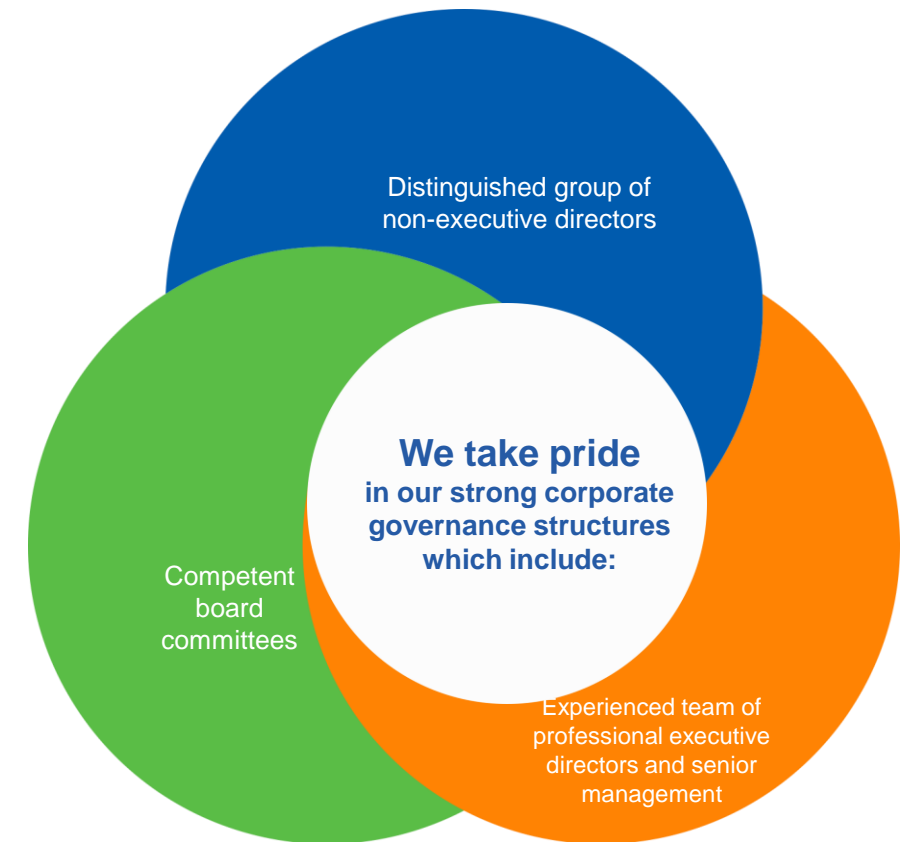 Distinguished group of
non-executive directors
We take pride
in our strong corporate
governance structures
which include:
Competent
board
committees
Experienced team of
professional executive
directors and senior
management